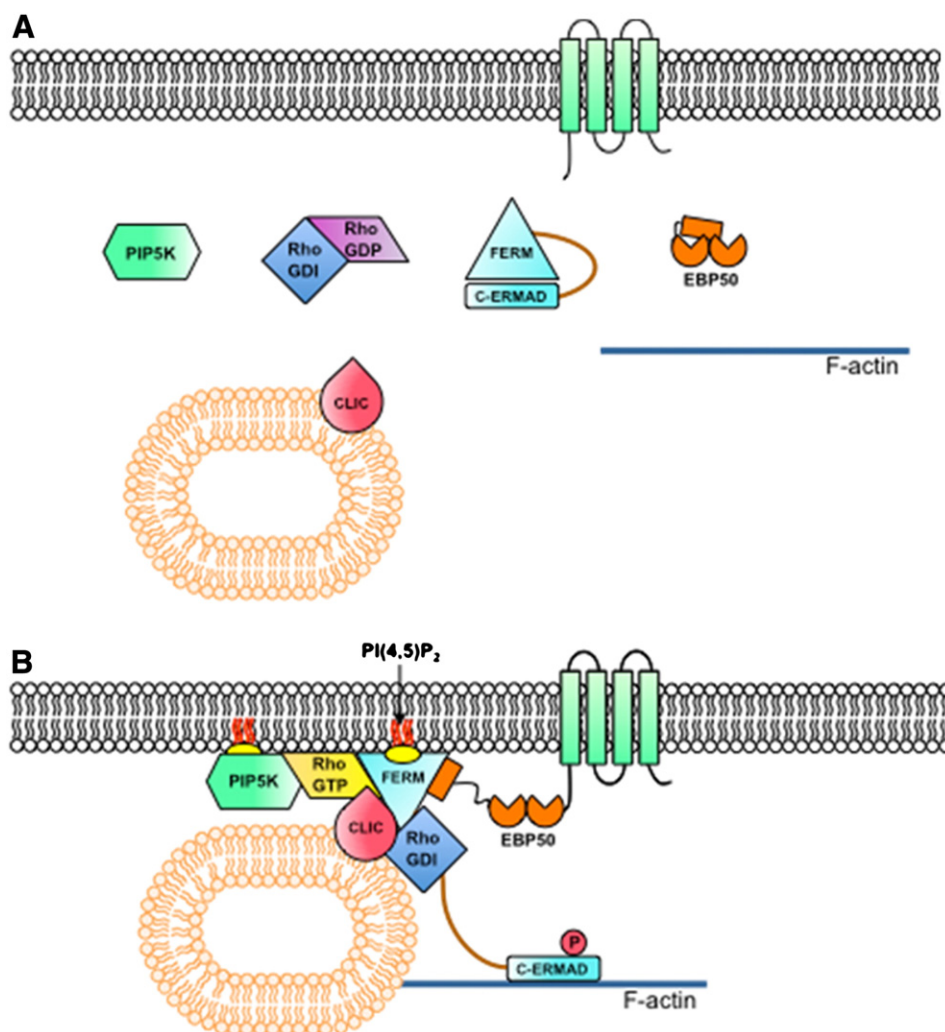 A
PIP5K
Rho
GDI
Rho
GDP
FERM
C-ERMAD
EBP50
F-actin
CLIC
B
PI(4,5)P₂
PIP5K
Rho
GTP
FERM
CLIC
Rho
GDI
EBP50
P
C-ERMAD
F-actin